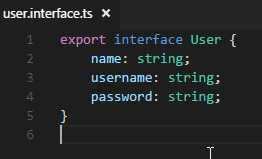 user.interface.ts ×
1 export interface User {
2     name: string;
3     username: string;
4     password: string;
5 }
6